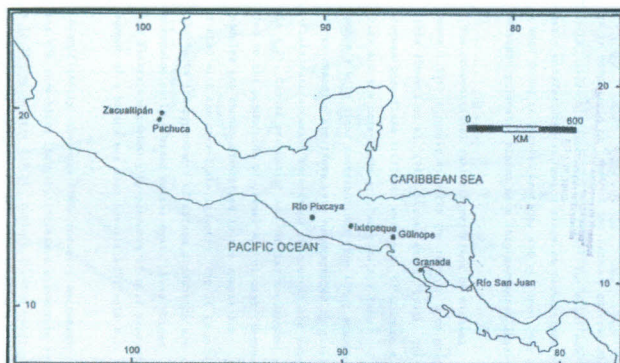 100
90
80
20
20
Zacualtipán
Pachuca
0
600
KM
CARIBBEAN SEA
Río Pixcaya
Ixtepeque
Güinope
PACIFIC OCEAN
Granada
Río San Juan
10
10
100
90
80